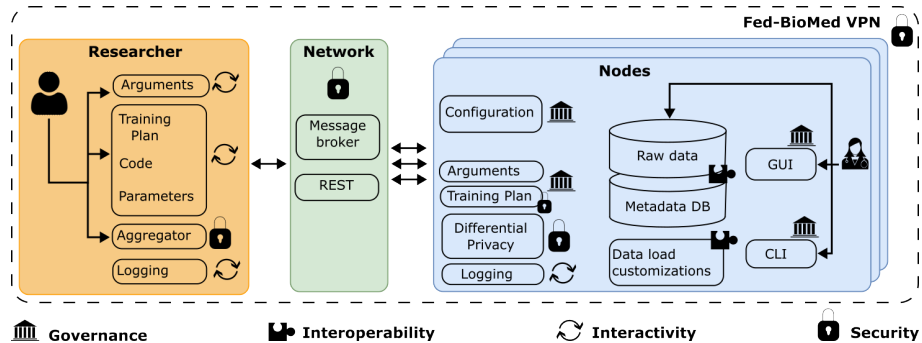 Fed-BioMed VPN
Researcher
Arguments
Training
Plan
Code
Parameters
Aggregator
Logging
Network
Message
broker
REST
Nodes
Configuration
Arguments
Training Plan
Differential
Privacy
Logging
Raw data
Metadata DB
Data load
customizations
GUI
CLI
Governance
Interoperability
Interactivity
Security